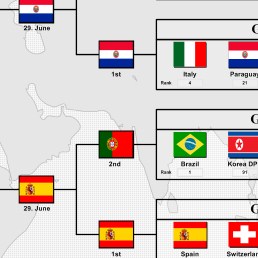 29. June
1st
G
Italy
Paraguay
Rank
4
21
G
2nd
Brazil
Korea DP
Rank
1
91
29. June
G
1st
Spain
Switzerland